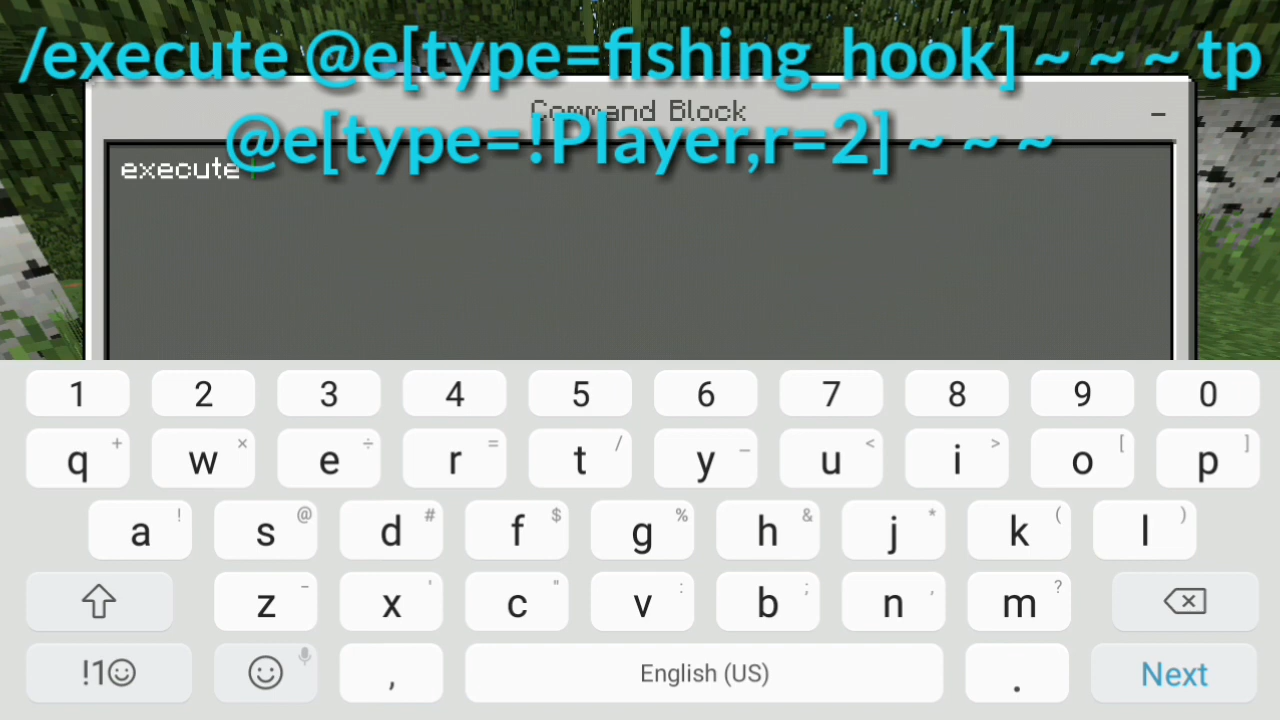 /execute @e[type=fishing_hook] ~ ~ ~ tp
@e[type=!Player,r=2] ~ ~ ~
Command Block
execute
1 2 3 4 5 6 7 8 9 0
q + w × e ÷ r = t / y _ u < i > o [ p ]
a ! s @ d # f $ g % h & j * k ( l )
z - x ' c " v : b ; n , m ?
!1☺ , English (US) . Next